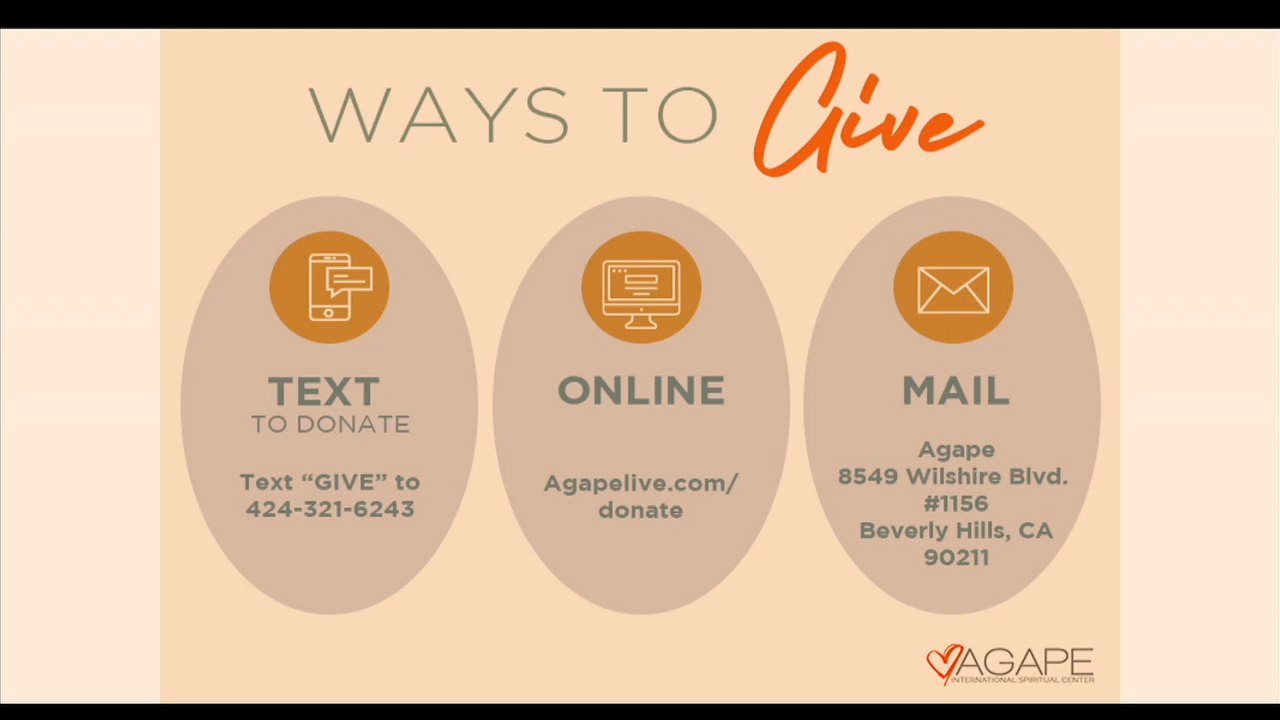 WAYS TO Give
TEXT
TO DONATE
Text “GIVE” to
424-321-6243
ONLINE
Agapelive.com/
donate
MAIL
Agape
8549 Wilshire Blvd.
#1156
Beverly Hills, CA
90211
AGAPE
INTERNATIONAL SPIRITUAL CENTER